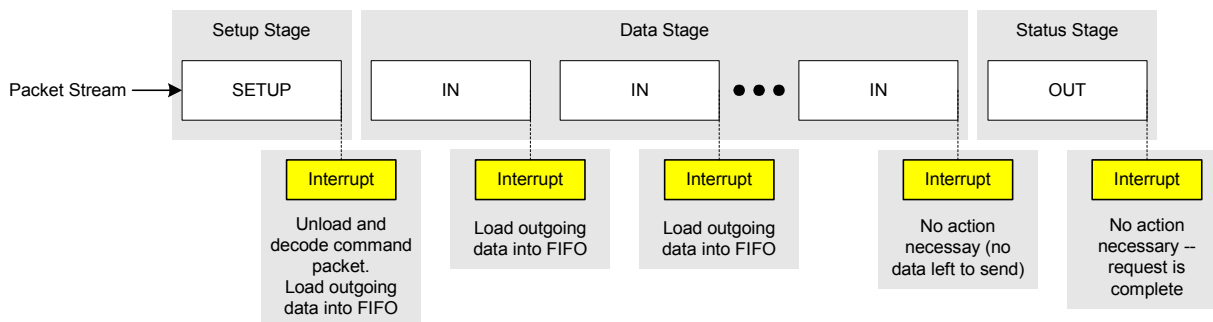 Setup Stage
Data Stage
Status Stage
Packet Stream
SETUP
IN
IN
IN
OUT
Interrupt
Interrupt
Interrupt
Interrupt
Interrupt
Unload and
decode command
packet.
Load outgoing
data into FIFO
Load outgoing
data into FIFO
Load outgoing
data into FIFO
No action
necessay (no
data left to send)
No action
necessary --
request is
complete